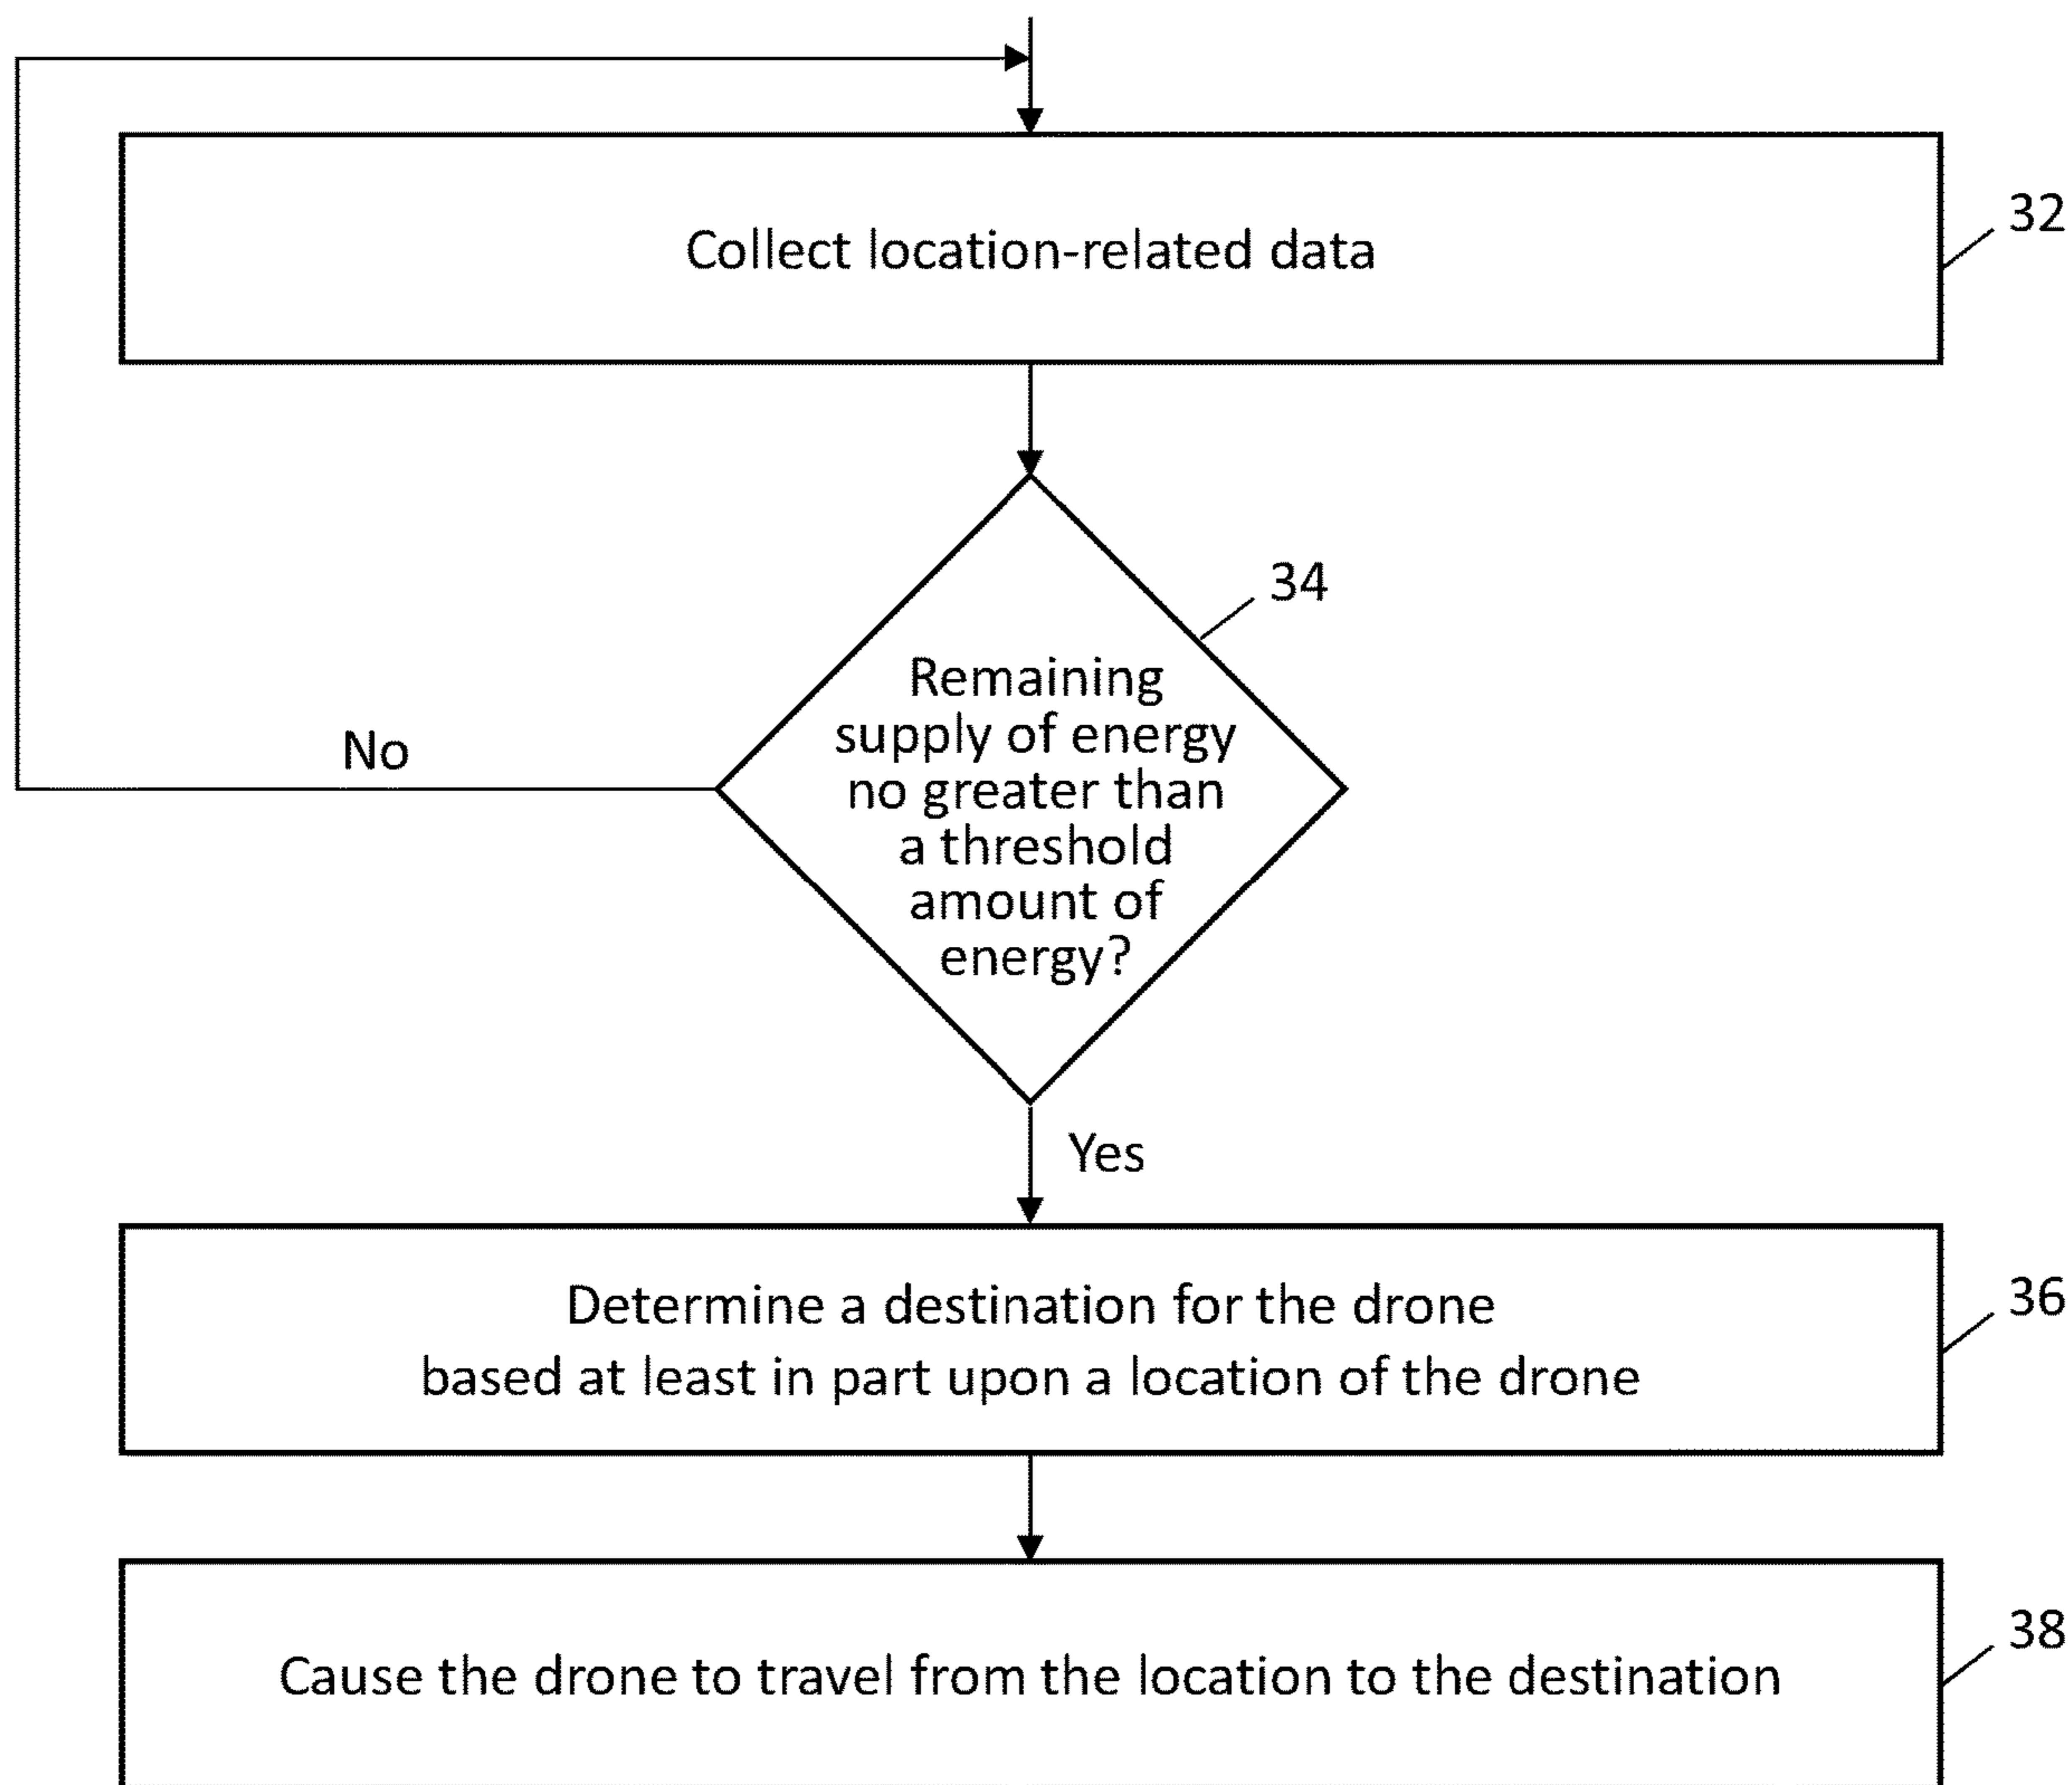 Collect location-related data
32
34
Remaining
supply of energy
no greater than
a threshold
amount of
energy?
No
Yes
Determine a destination for the drone
based at least in part upon a location of the drone
36
Cause the drone to travel from the location to the destination
38